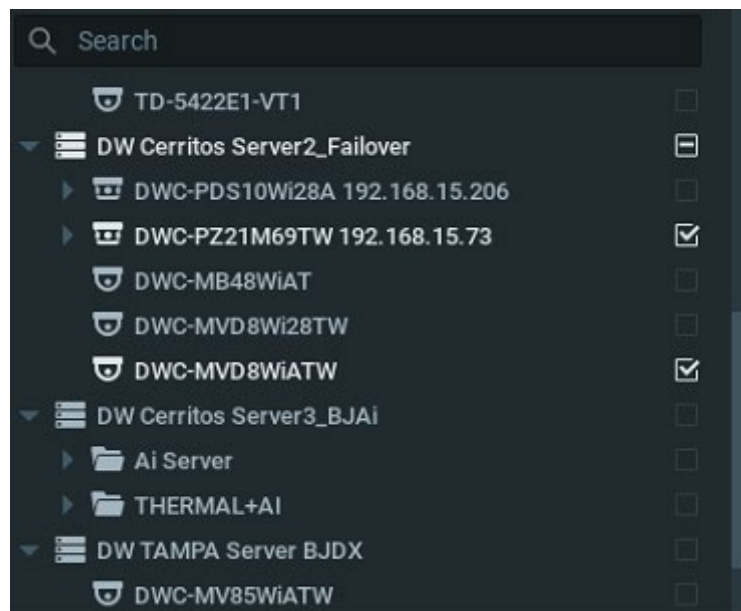 Search
TD-5422E1-VT1
DW Cerritos Server2_Failover
DWC-PDS10Wi28A 192.168.15.206
DWC-PZ21M69TW 192.168.15.73
DWC-MB48WiAT
DWC-MVD8Wi28TW
DWC-MVD8WiATW
DW Cerritos Server3_BJAi
Ai Server
THERMAL+AI
DW TAMPA Server BJDX
DWC-MV85WiATW